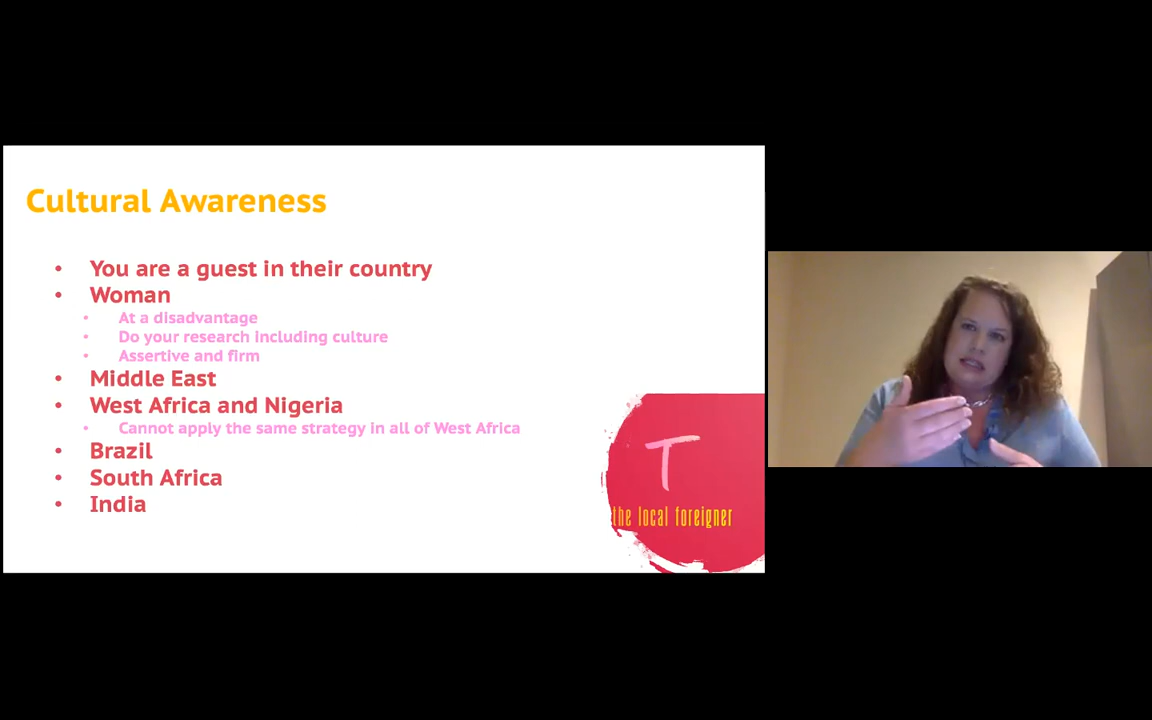 Cultural Awareness
• You are a guest in their country
• Woman
• At a disadvantage
• Do your research including culture
• Assertive and firm
• Middle East
• West Africa and Nigeria
• Cannot apply the same strategy in all of West Africa
• Brazil
• South Africa
• India
T
the local foreigner